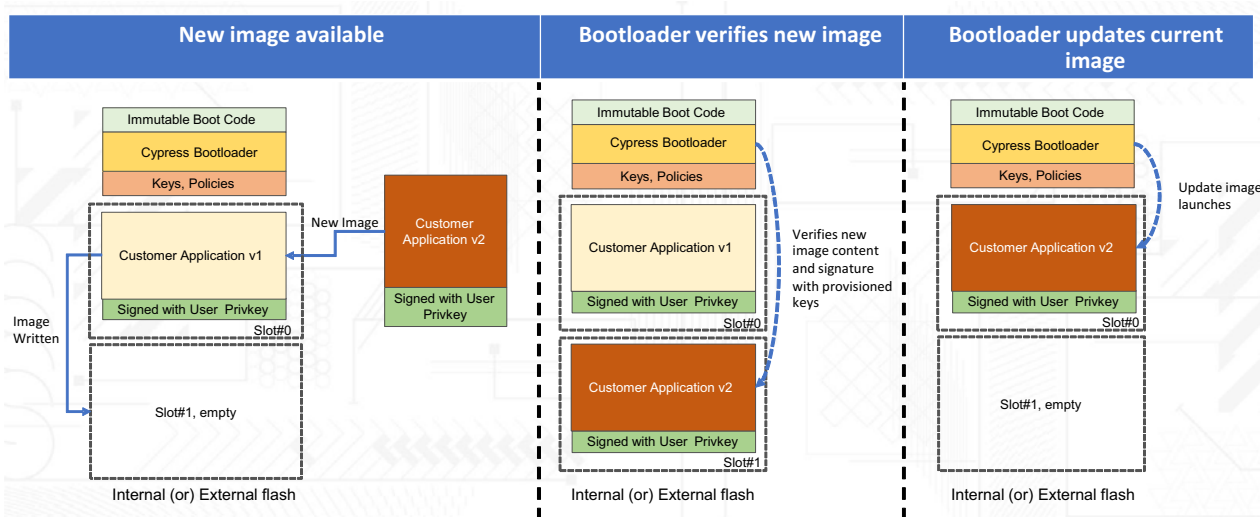 New image available
Bootloader verifies new image
Bootloader updates current
image
Immutable Boot Code
Cypress Bootloader
Keys, Policies
New Image
Customer
Application v2
Customer Application v1
Signed with User Privkey
Signed with User
Privkey
Slot#0
Image
Written
Slot#1, empty
Internal (or) External flash
Immutable Boot Code
Cypress Bootloader
Keys, Policies
Customer Application v1
Verifies new
image content
and signature
with provisioned
keys
Signed with User Privkey
Slot#0
Customer Application v2
Signed with User Privkey
Slot#1
Internal (or) External flash
Immutable Boot Code
Cypress Bootloader
Keys, Policies
Update image
launches
Customer Application v2
Signed with User Privkey
Slot#0
Slot#1, empty
Internal (or) External flash